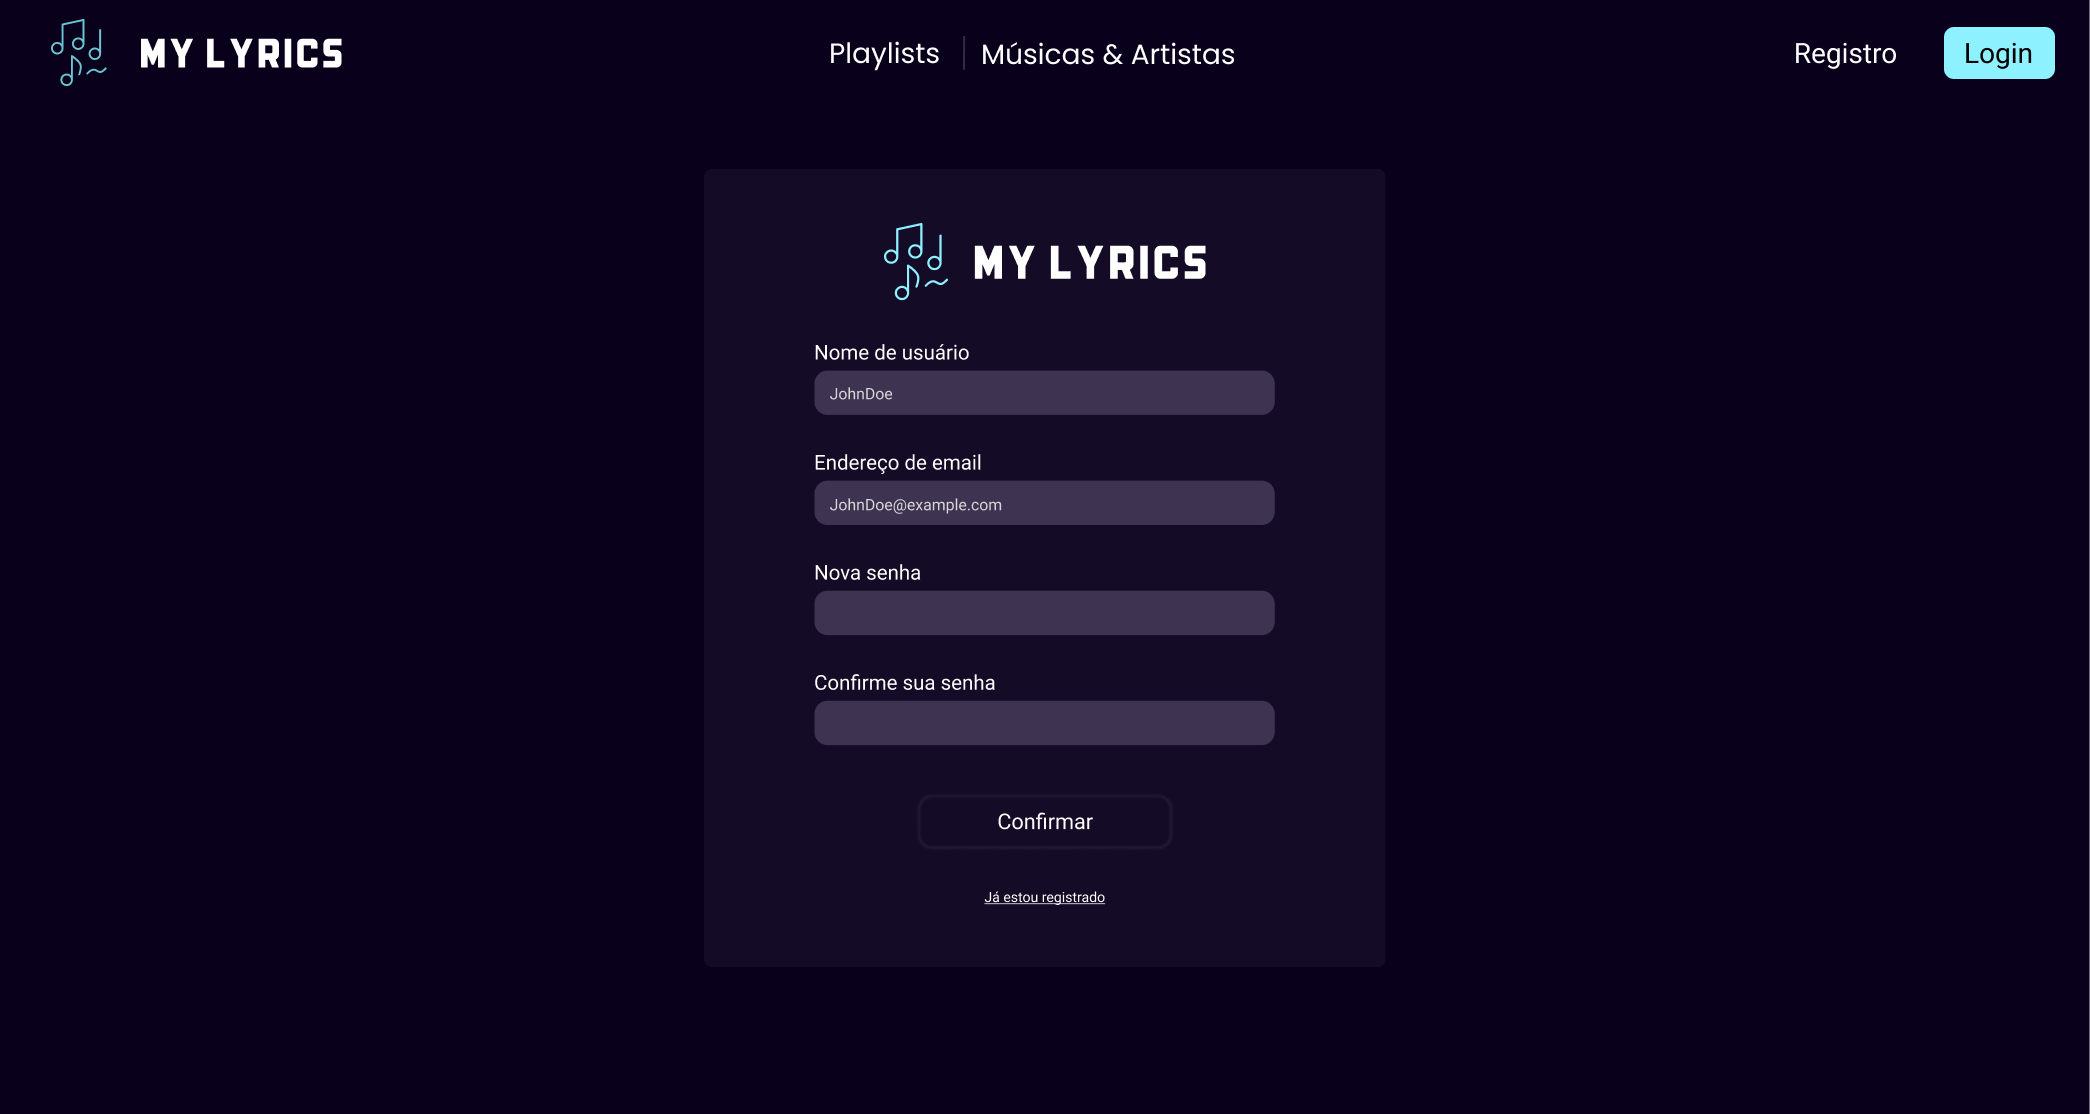 MY LYRICS
Playlists
Músicas & Artistas
Registro
Login
MY LYRICS
Nome de usuário
JohnDoe
Endereço de email
JohnDoe@example.com
Nova senha
Confirme sua senha
Confirmar
Já estou registrado